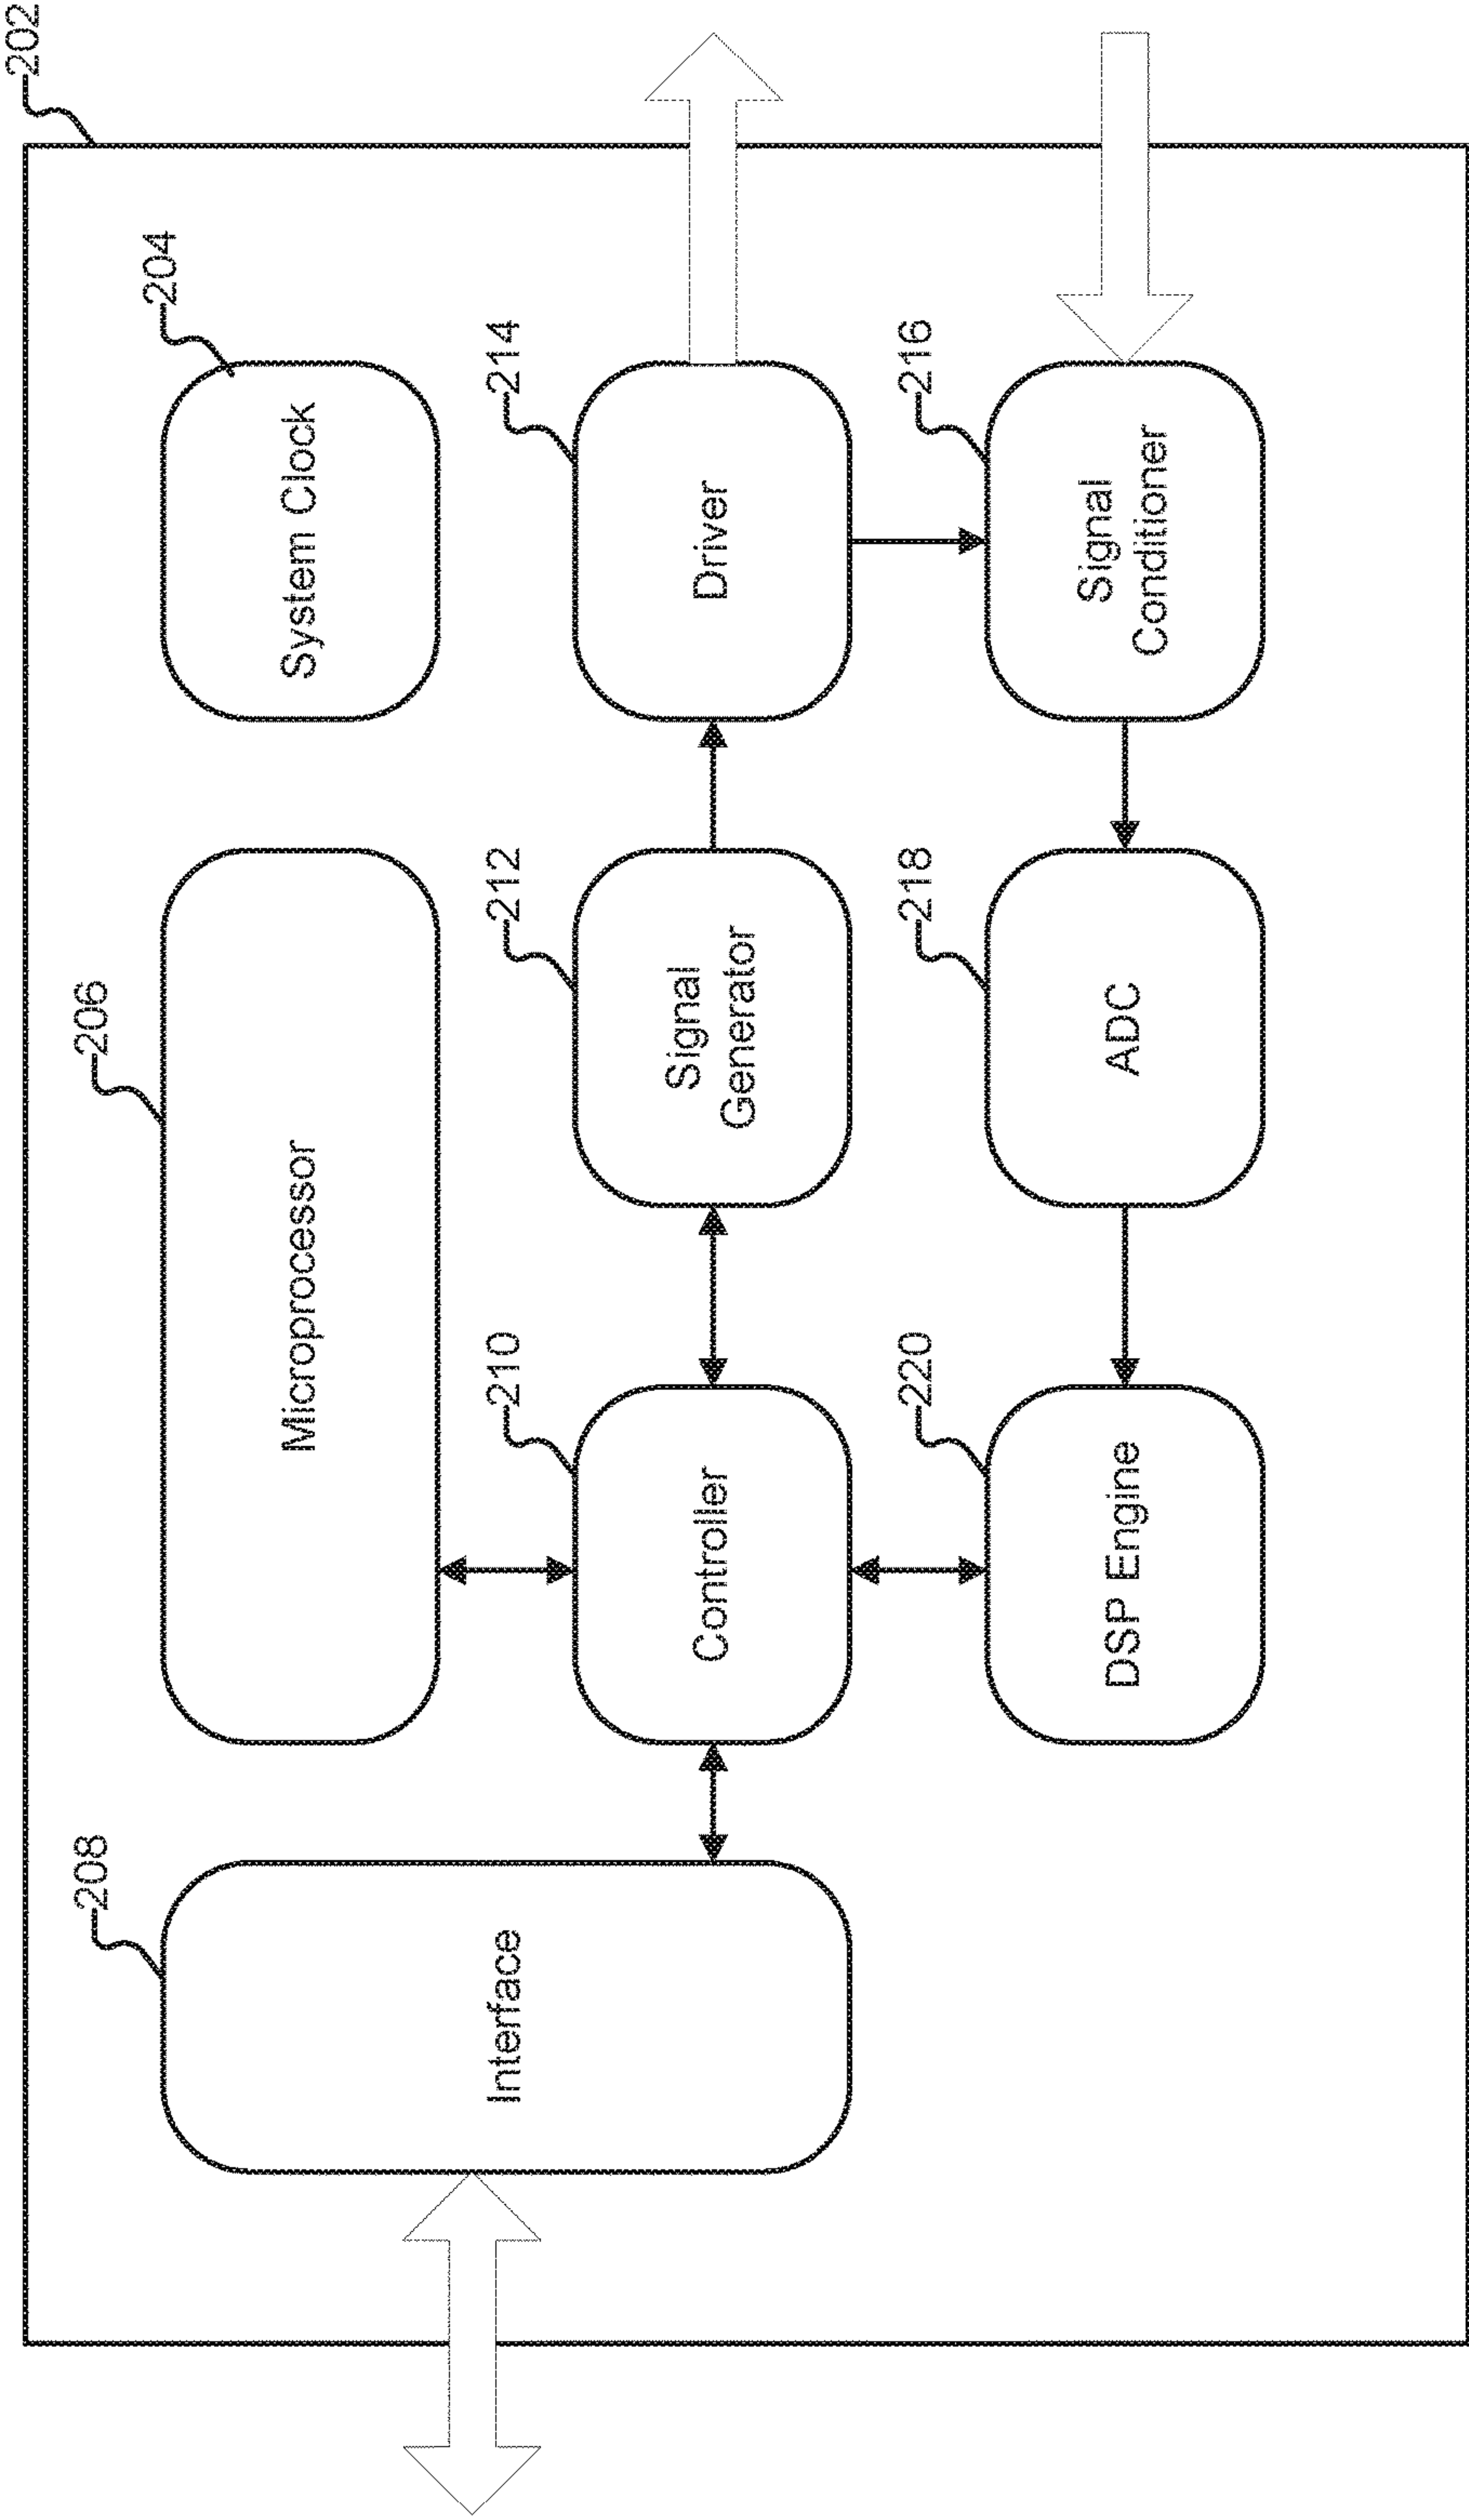 202
206
204
208
Microprocessor
System Clock
210
212
214
Interface
Controller
Signal
Generator
Driver
220
218
216
DSP Engine
ADC
Signal
Conditioner